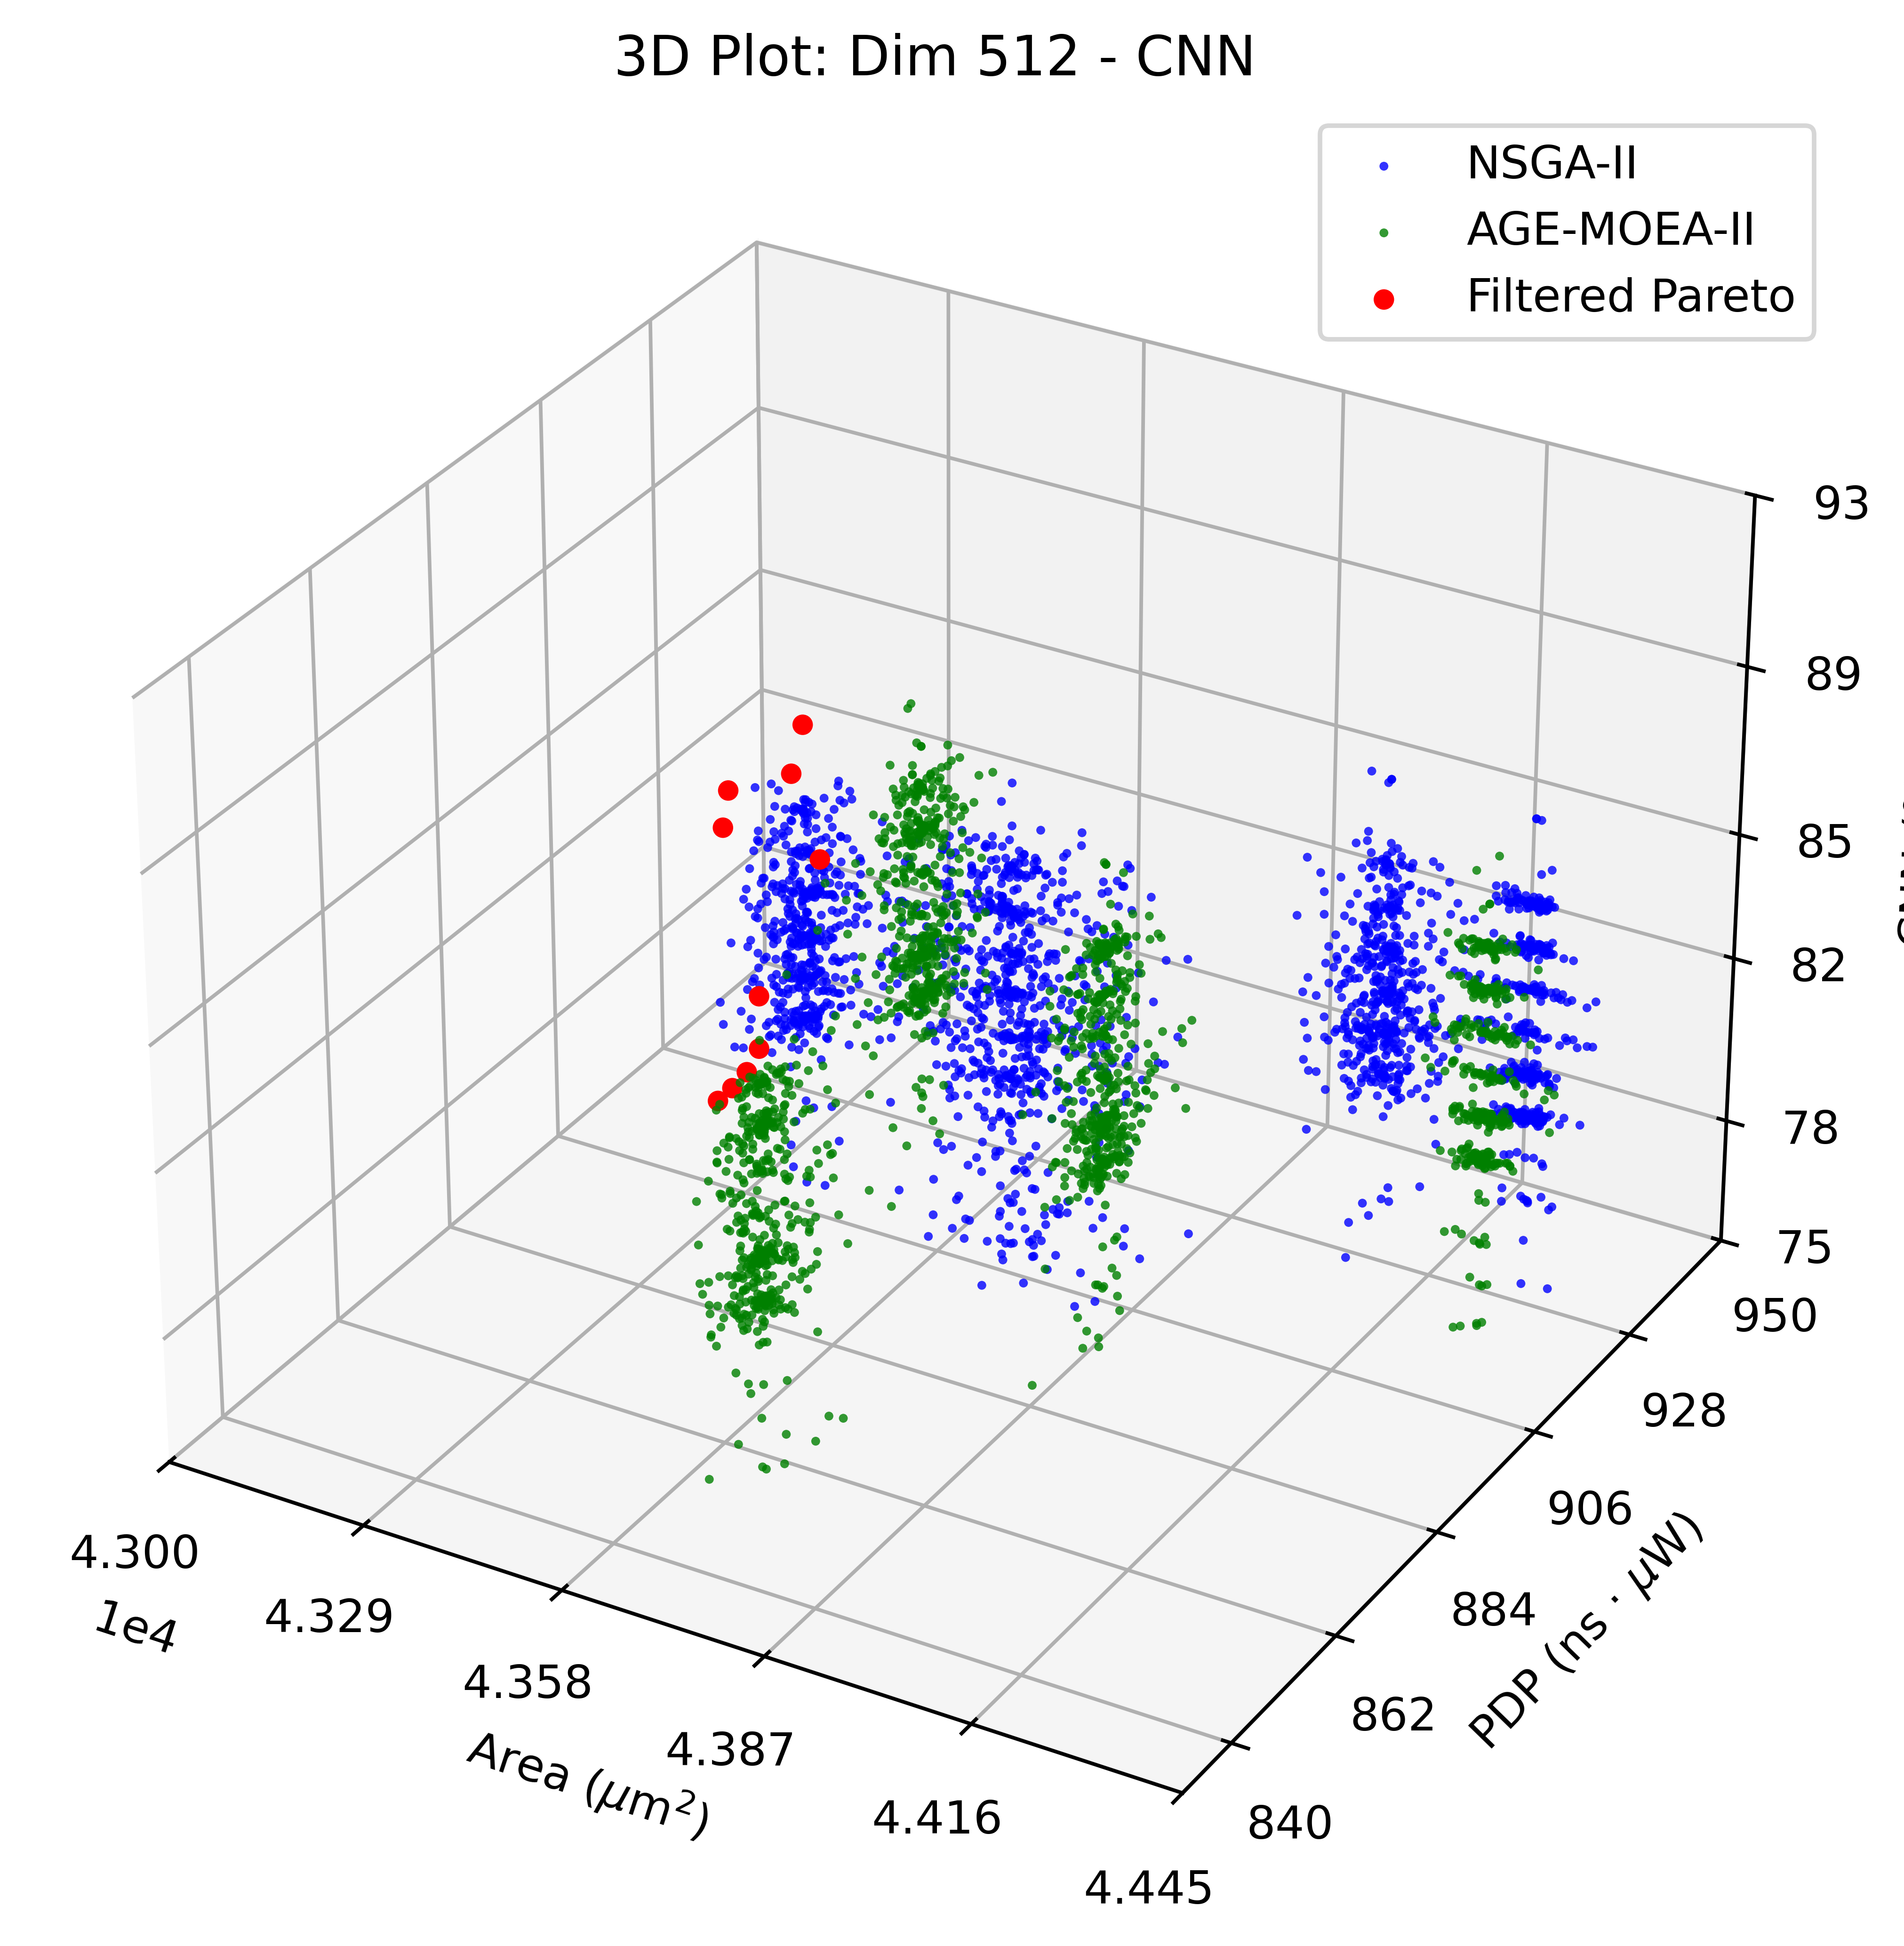 3D Plot: Dim 512 - CNN
NSGA-II
AGE-MOEA-II
Filtered Pareto
93
89
85
82
78
75
950
928
906
884
862
840
PDP (ns · μW)
4.300
4.329
4.358
4.387
4.416
4.445
1e4
Area (μm²)